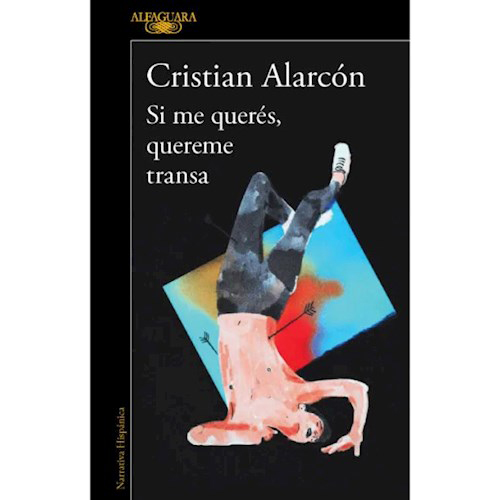 ALFAGUARA
Cristian Alarcón
Si me querés,
quereme
transa
Narrativa Hispánica